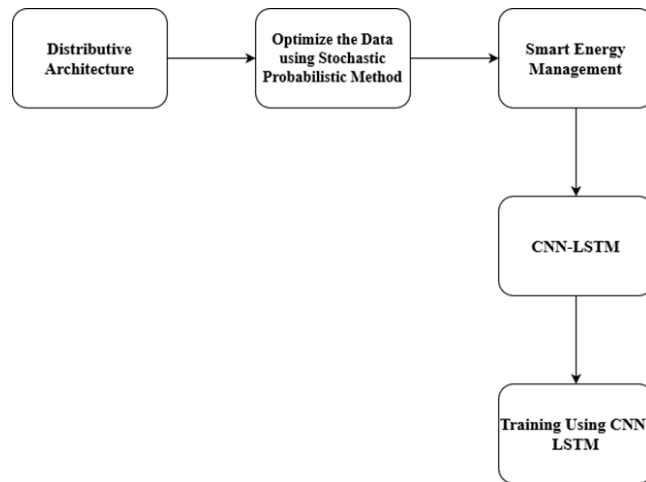 Distributive
Architecture
Optimize the Data
using Stochastic
Probabilistic Method
Smart Energy
Management
CNN-LSTM
Training Using CNN
LSTM